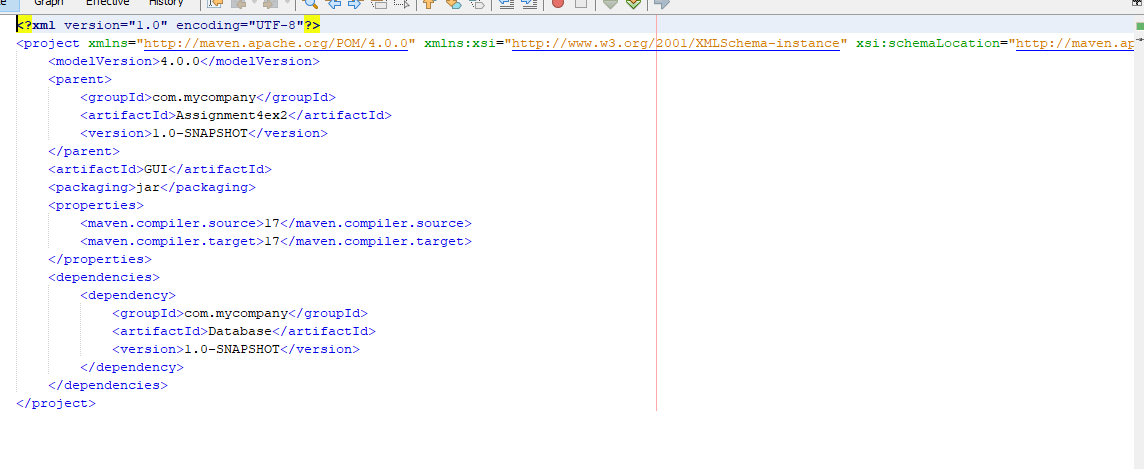 Graph Effective History
<?xml version="1.0" encoding="UTF-8"?>
<project xmlns="http://maven.apache.org/POM/4.0.0" xmlns:xsi="http://www.w3.org/2001/XMLSchema-instance" xsi:schemaLocation="http://maven.ap
<modelVersion>4.0.0</modelVersion>
<parent>
<groupId>com.mycompany</groupId>
<artifactId>Assignment4ex2</artifactId>
<version>1.0-SNAPSHOT</version>
</parent>
<artifactId>GUI</artifactId>
<packaging>jar</packaging>
<properties>
<maven.compiler.source>17</maven.compiler.source>
<maven.compiler.target>17</maven.compiler.target>
</properties>
<dependencies>
<dependency>
<groupId>com.mycompany</groupId>
<artifactId>Database</artifactId>
<version>1.0-SNAPSHOT</version>
</dependency>
</dependencies>
</project>